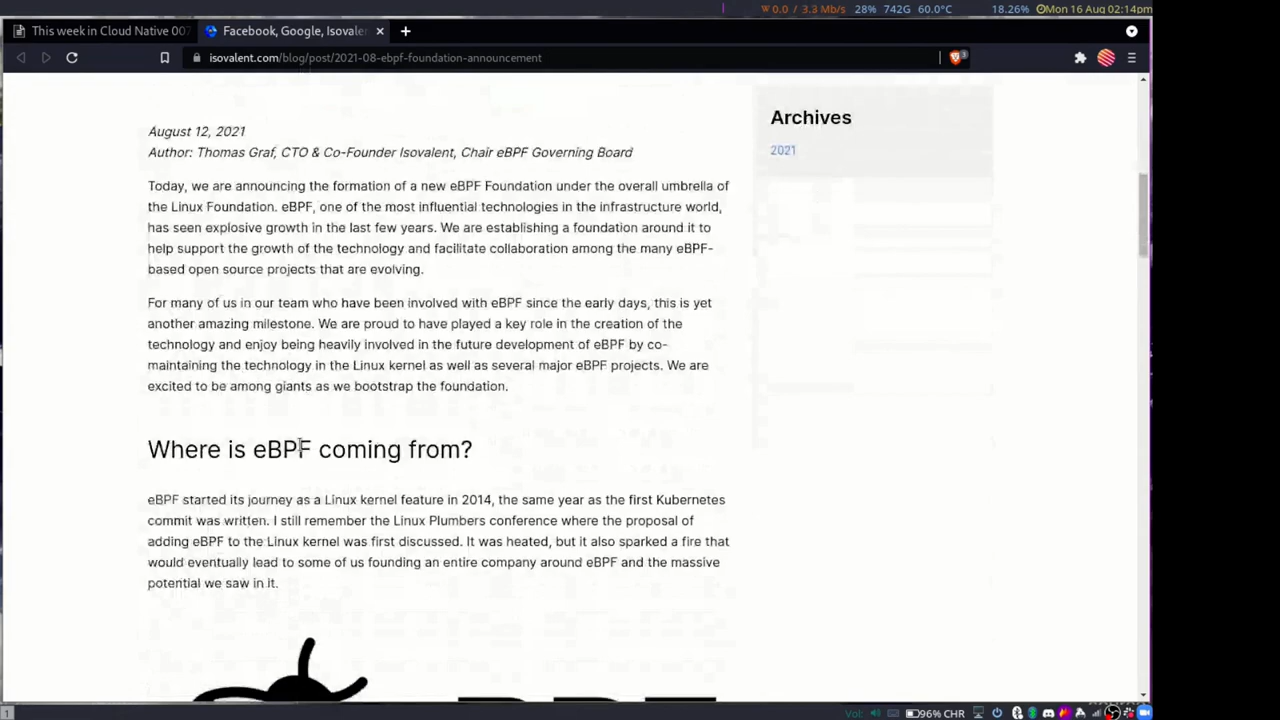 W 0.0 / 3.3 Mb/s 28% 742G 60.0°C 18.26% Mon 16 Aug 02:14pm
This week in Cloud Native 007
Facebook, Google, Isovale
isovalent.com/blog/post/2021-08-ebpf-foundation-announcement
August 12, 2021
Author: Thomas Graf, CTO & Co-Founder Isovalent, Chair eBPF Governing Board
Today, we are announcing the formation of a new eBPF Foundation under the overall umbrella of
the Linux Foundation. eBPF, one of the most influential technologies in the infrastructure world,
has seen explosive growth in the last few years. We are establishing a foundation around it to
help support the growth of the technology and facilitate collaboration among the many eBPF-
based open source projects that are evolving.
For many of us in our team who have been involved with eBPF since the early days, this is yet
another amazing milestone. We are proud to have played a key role in the creation of the
technology and enjoy being heavily involved in the future development of eBPF by co-
maintaining the technology in the Linux kernel as well as several major eBPF projects. We are
excited to be among giants as we bootstrap the foundation.
Where is eBPF coming from?
eBPF started its journey as a Linux kernel feature in 2014, the same year as the first Kubernetes
commit was written. I still remember the Linux Plumbers conference where the proposal of
adding eBPF to the Linux kernel was first discussed. It was heated, but it also sparked a fire that
would eventually lead to some of us founding an entire company around eBPF and the massive
potential we saw in it.
Archives
2021
1
Vol: 96% CHR